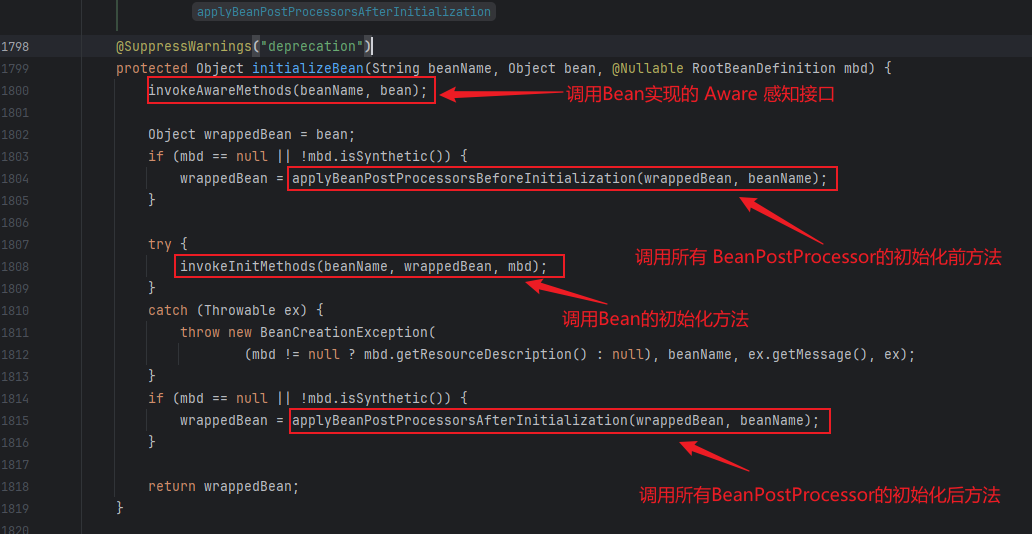 applyBeanPostProcessorsAfterInitialization
1798 @SuppressWarnings("deprecation")
1799 protected Object initializeBean(String beanName, Object bean, @Nullable RootBeanDefinition mbd) {
1800 invokeAwareMethods(beanName, bean); 调用Bean实现的 Aware 感知接口
1801
1802 Object wrappedBean = bean;
1803 if (mbd == null || !mbd.isSynthetic()) {
1804 wrappedBean = applyBeanPostProcessorsBeforeInitialization(wrappedBean, beanName);
1805 }
1806
1807 try {
调用所有 BeanPostProcessor的初始化前方法
1808 invokeInitMethods(beanName, wrappedBean, mbd);
1809 }
1810 catch (Throwable ex) {
调用Bean的初始化方法
1811 throw new BeanCreationException(
1812 (mbd != null ? mbd.getResourceDescription() : null), beanName, ex.getMessage(), ex);
1813 }
1814 if (mbd == null || !mbd.isSynthetic()) {
1815 wrappedBean = applyBeanPostProcessorsAfterInitialization(wrappedBean, beanName);
1816 }
1817
1818 return wrappedBean;
调用所有BeanPostProcessor的初始化后方法
1819 }
1820